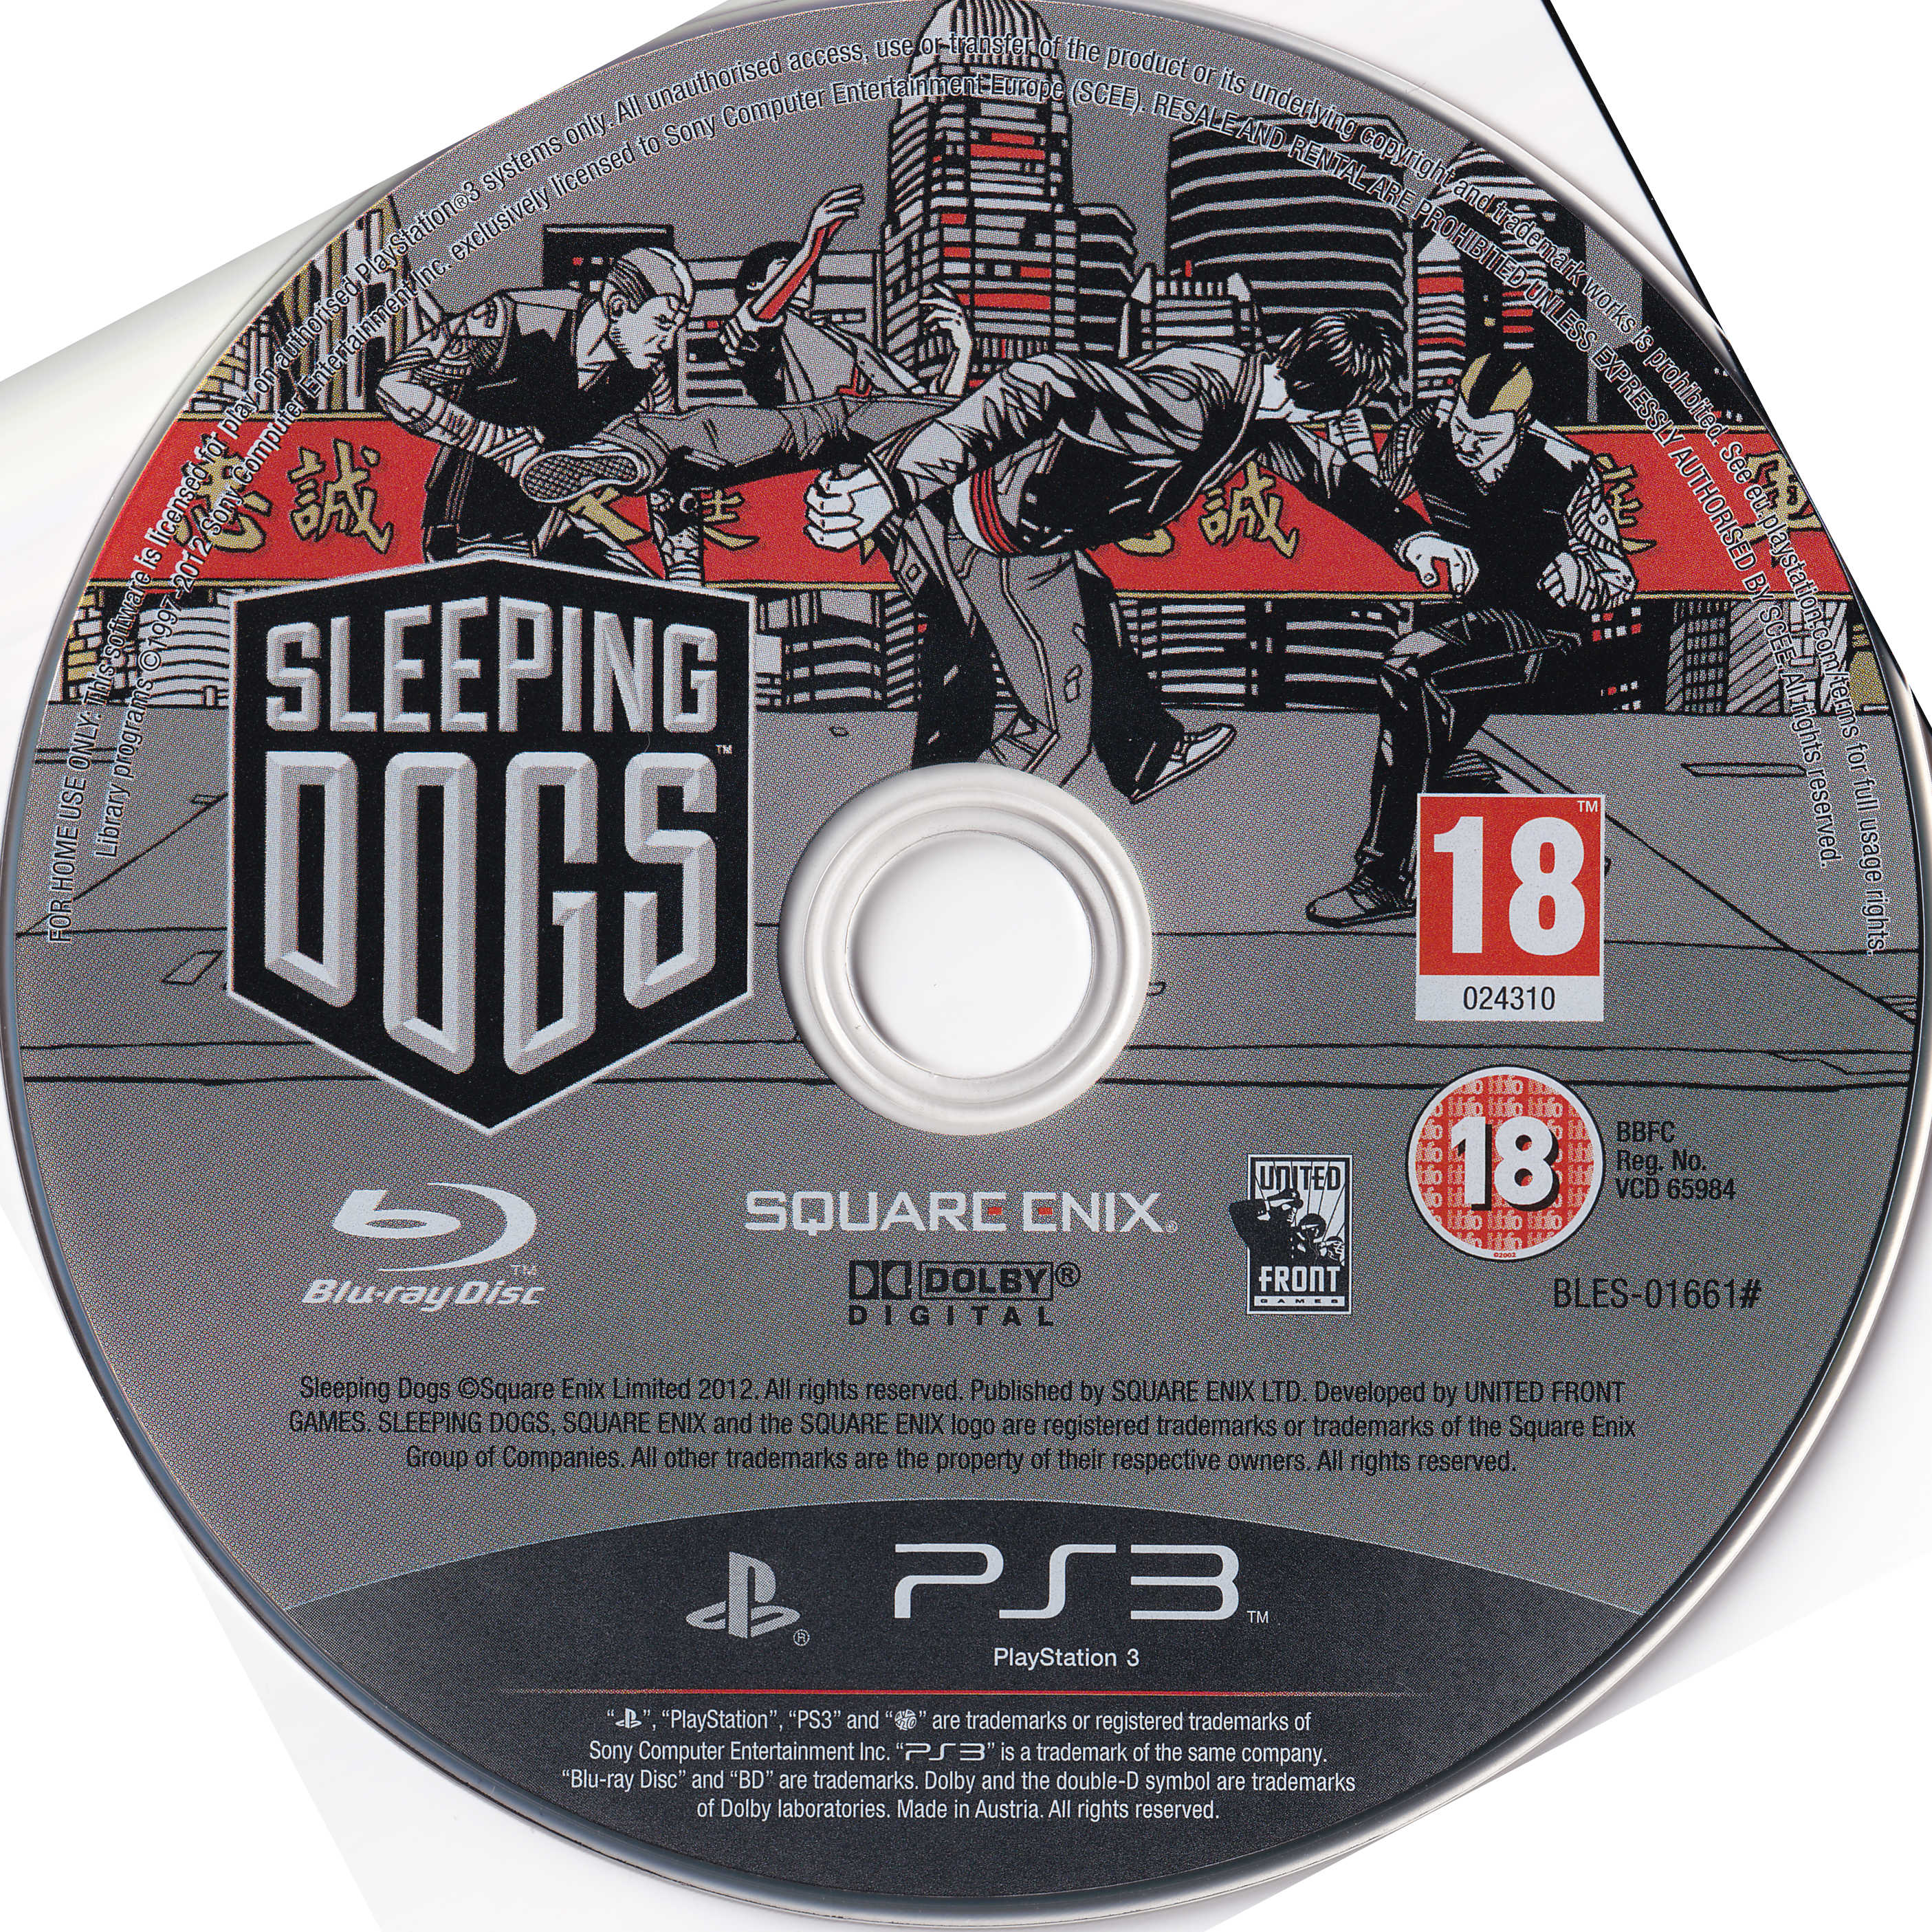 FOR HOME USE ONLY. This software is licensed for play on authorised PlayStation®3 systems only. All unauthorised access, use or transfer of the product or its underlying copyright and trademark works is prohibited. See eu.playstation.com/terms for full usage rights.
Library programs ©1997-2012 Sony Computer Entertainment Inc. exclusively licensed to Sony Computer Entertainment Europe (SCEE). RESALE AND RENTAL ARE PROHIBITED UNLESS EXPRESSLY AUTHORISED BY SCEE. All rights reserved.
忠誠
誠
SLEEPING
DOGS™
18™
024310
18
©2002
BBFC
Reg. No.
VCD 65984
Blu-ray Disc™
SQUARE ENIX®
DOLBY®
DIGITAL
UNITED
FRONT
GAMES
BLES-01661#
Sleeping Dogs ©Square Enix Limited 2012. All rights reserved. Published by SQUARE ENIX LTD. Developed by UNITED FRONT
GAMES. SLEEPING DOGS, SQUARE ENIX and the SQUARE ENIX logo are registered trademarks or trademarks of the Square Enix
Group of Companies. All other trademarks are the property of their respective owners. All rights reserved.
® PS3™
PlayStation 3
“ ”, “PlayStation”, “PS3” and “ ” are trademarks or registered trademarks of
Sony Computer Entertainment Inc. “PS3” is a trademark of the same company.
“Blu-ray Disc” and “BD” are trademarks. Dolby and the double-D symbol are trademarks
of Dolby laboratories. Made in Austria. All rights reserved.